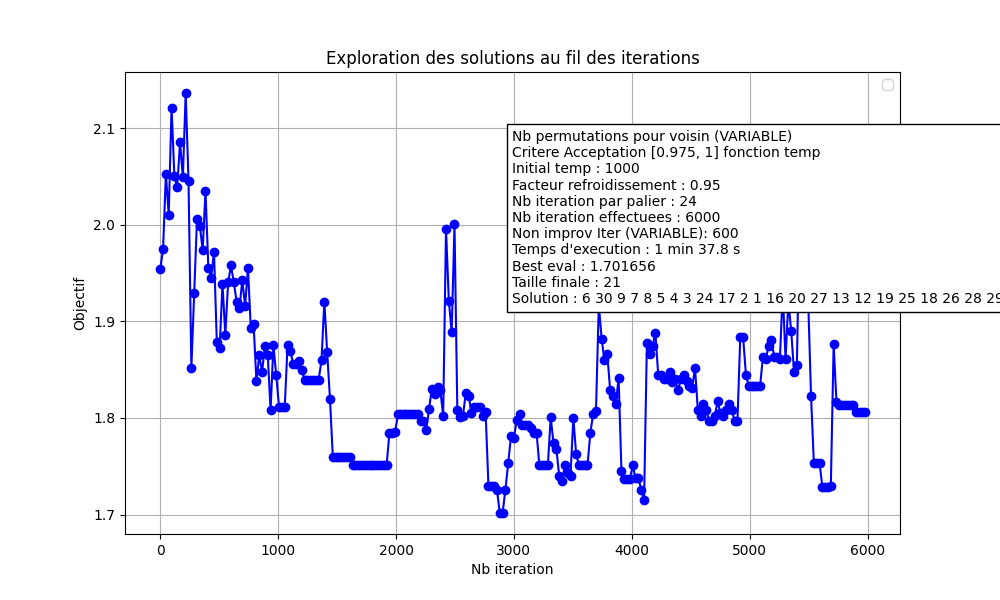 Exploration des solutions au fil des iterations
Nb permutations pour voisin (VARIABLE)
Critere Acceptation [0.975, 1] fonction temp
Initial temp : 1000
Facteur refroidissement : 0.95
Nb iteration par palier : 24
Nb iteration effectuees : 6000
Non improv Iter (VARIABLE): 600
Temps d'execution : 1 min 37.8 s
Best eval : 1.701656
Taille finale : 21
Solution : 6 30 9 7 8 5 4 3 24 17 2 1 16 20 27 13 12 19 25 18 26 28 29
Objectif
2.1
2.0
1.9
1.8
1.7
0 1000 2000 3000 4000 5000 6000
Nb iteration